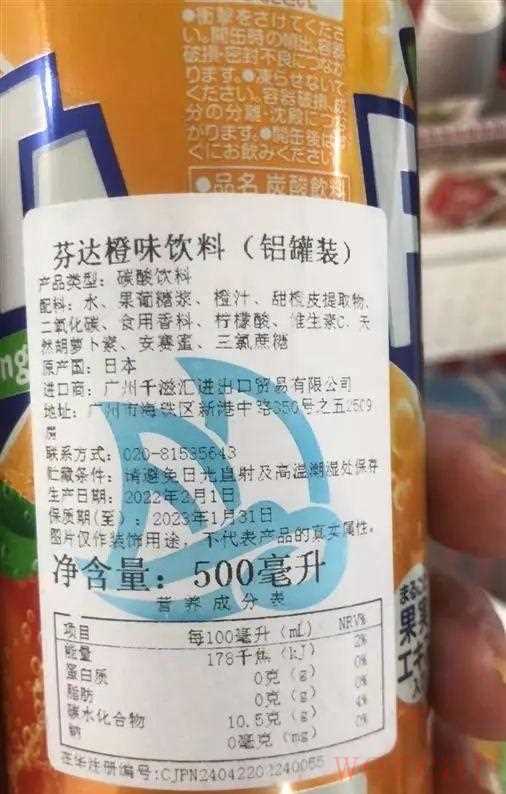 ●衝撃をさけてくださ
い。開缶時の噴出、容器
破損・密封不良につなが
ります。●凍らせないで
ください。容器破損、成
分の分離・沈殿につな
がります。●開缶後は
くにお飲みください
●品名 炭酸飲料
芬达橙味饮料（铝罐装）
产品类型：碳酸饮料
配料：水、果葡糖浆、橙汁、甜橙皮提取物、
二氧化碳、食用香料、柠檬酸、维生素C、天
然胡萝卜素、安赛蜜、三氯蔗糖
原产国：日本
进口商：广州千溢汇进出口贸易有限公司
地址：广州市海珠区新港中路350号之五2509
房
联系方式：020-81535643
贮藏条件：请避免日光直射及高温潮湿处保存
生产日期：2022年2月1日
保质期（至）：2023年1月31日
图片仅作装饰用途，不代表产品的真实属性。
净含量：500毫升
营养成分表
项目 每100毫升（mL） NRV%
能量 178千焦（kJ） 2%
蛋白质 0克（g） 0%
脂肪 0克（g） 0%
碳水化合物 10.5克（g） 4%
钠 0毫克（mg） 0%
在华注册编号：CJPN24042202240055
まるごと
果実
エキ
ng